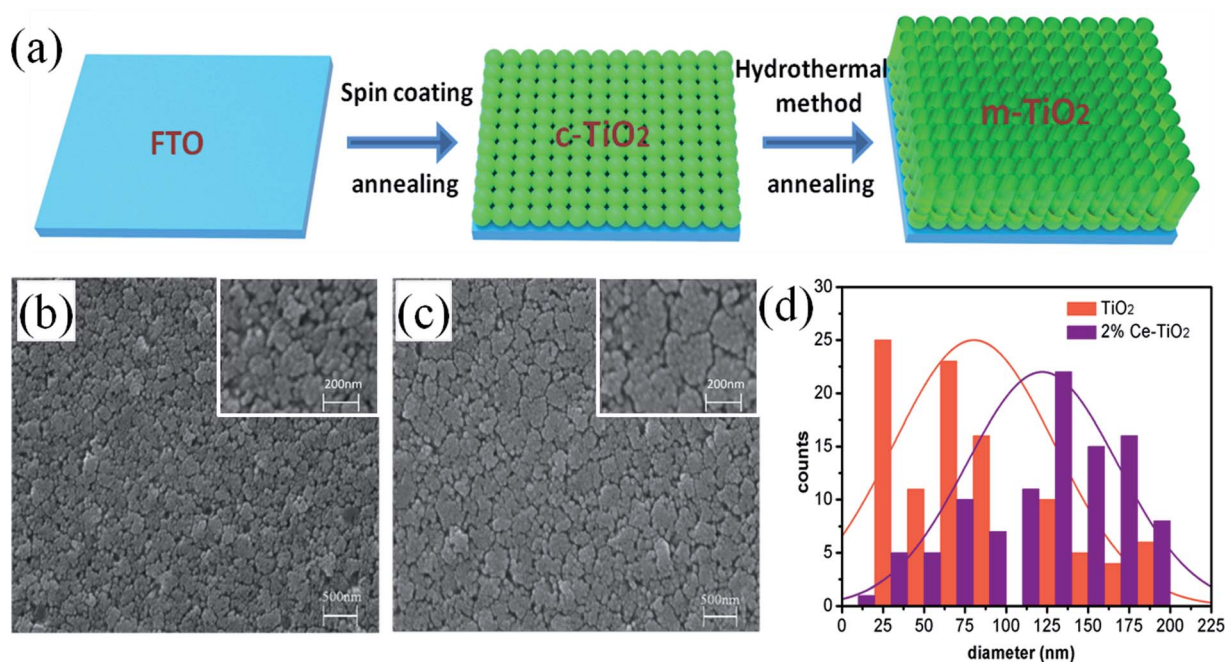 (a)
FTO
Spin coating
annealing
c-TiO₂
Hydrothermal
method
annealing
m-TiO₂
(b)
200nm
500nm
(c)
200nm
500nm
(d)
TiO₂
2% Ce-TiO₂
counts
30
25
20
15
10
5
0
0 25 50 75 100 125 150 175 200 225
diameter (nm)